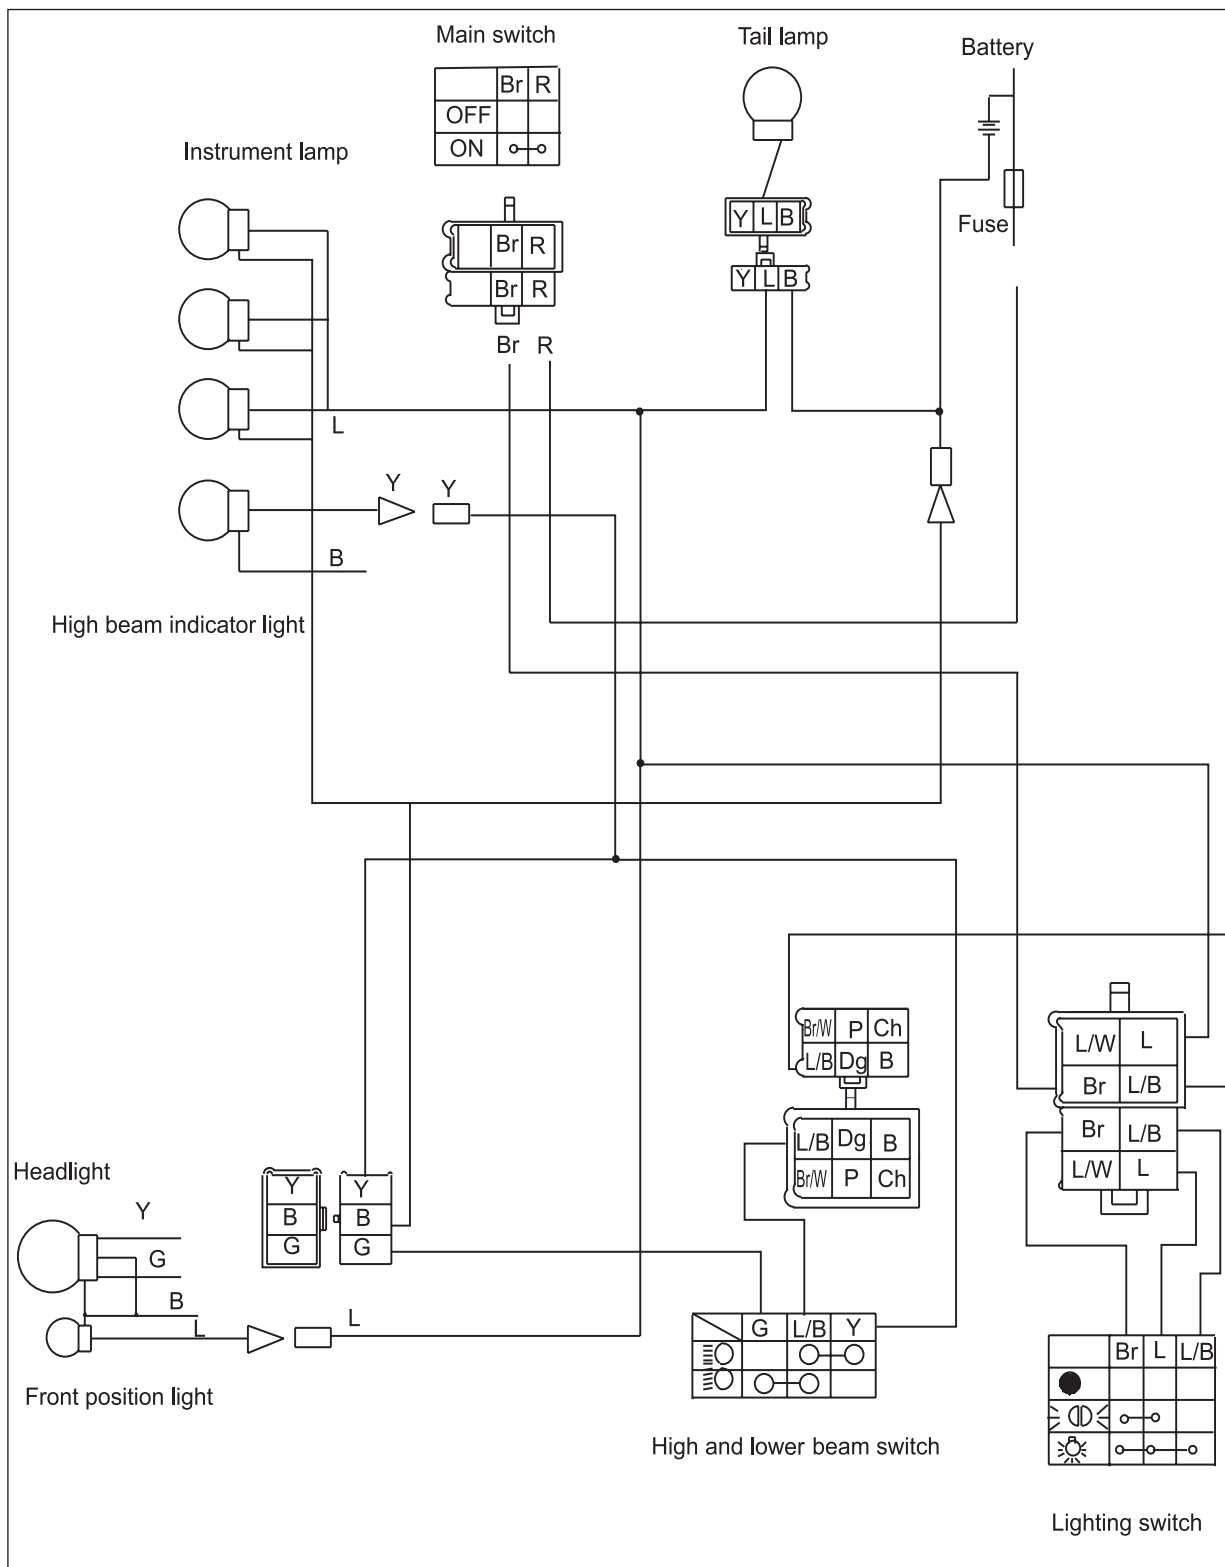 Main switch
Tail lamp
Battery
Br R
OFF
ON
Instrument lamp
Br R
Y L B
Fuse
Y L B
Br R
Br R
L
Y
Y
B
High beam indicator light
Br/W P Ch
L/B Dg B
L/W L
Br L/B
L/B Dg B
Br/W P Ch
Br L/B
L/W L
Headlight
Y
G
B
L
Y
B
G
Y
B
G
L
Front position light
G L/B Y
High and lower beam switch
Br L L/B
Lighting switch